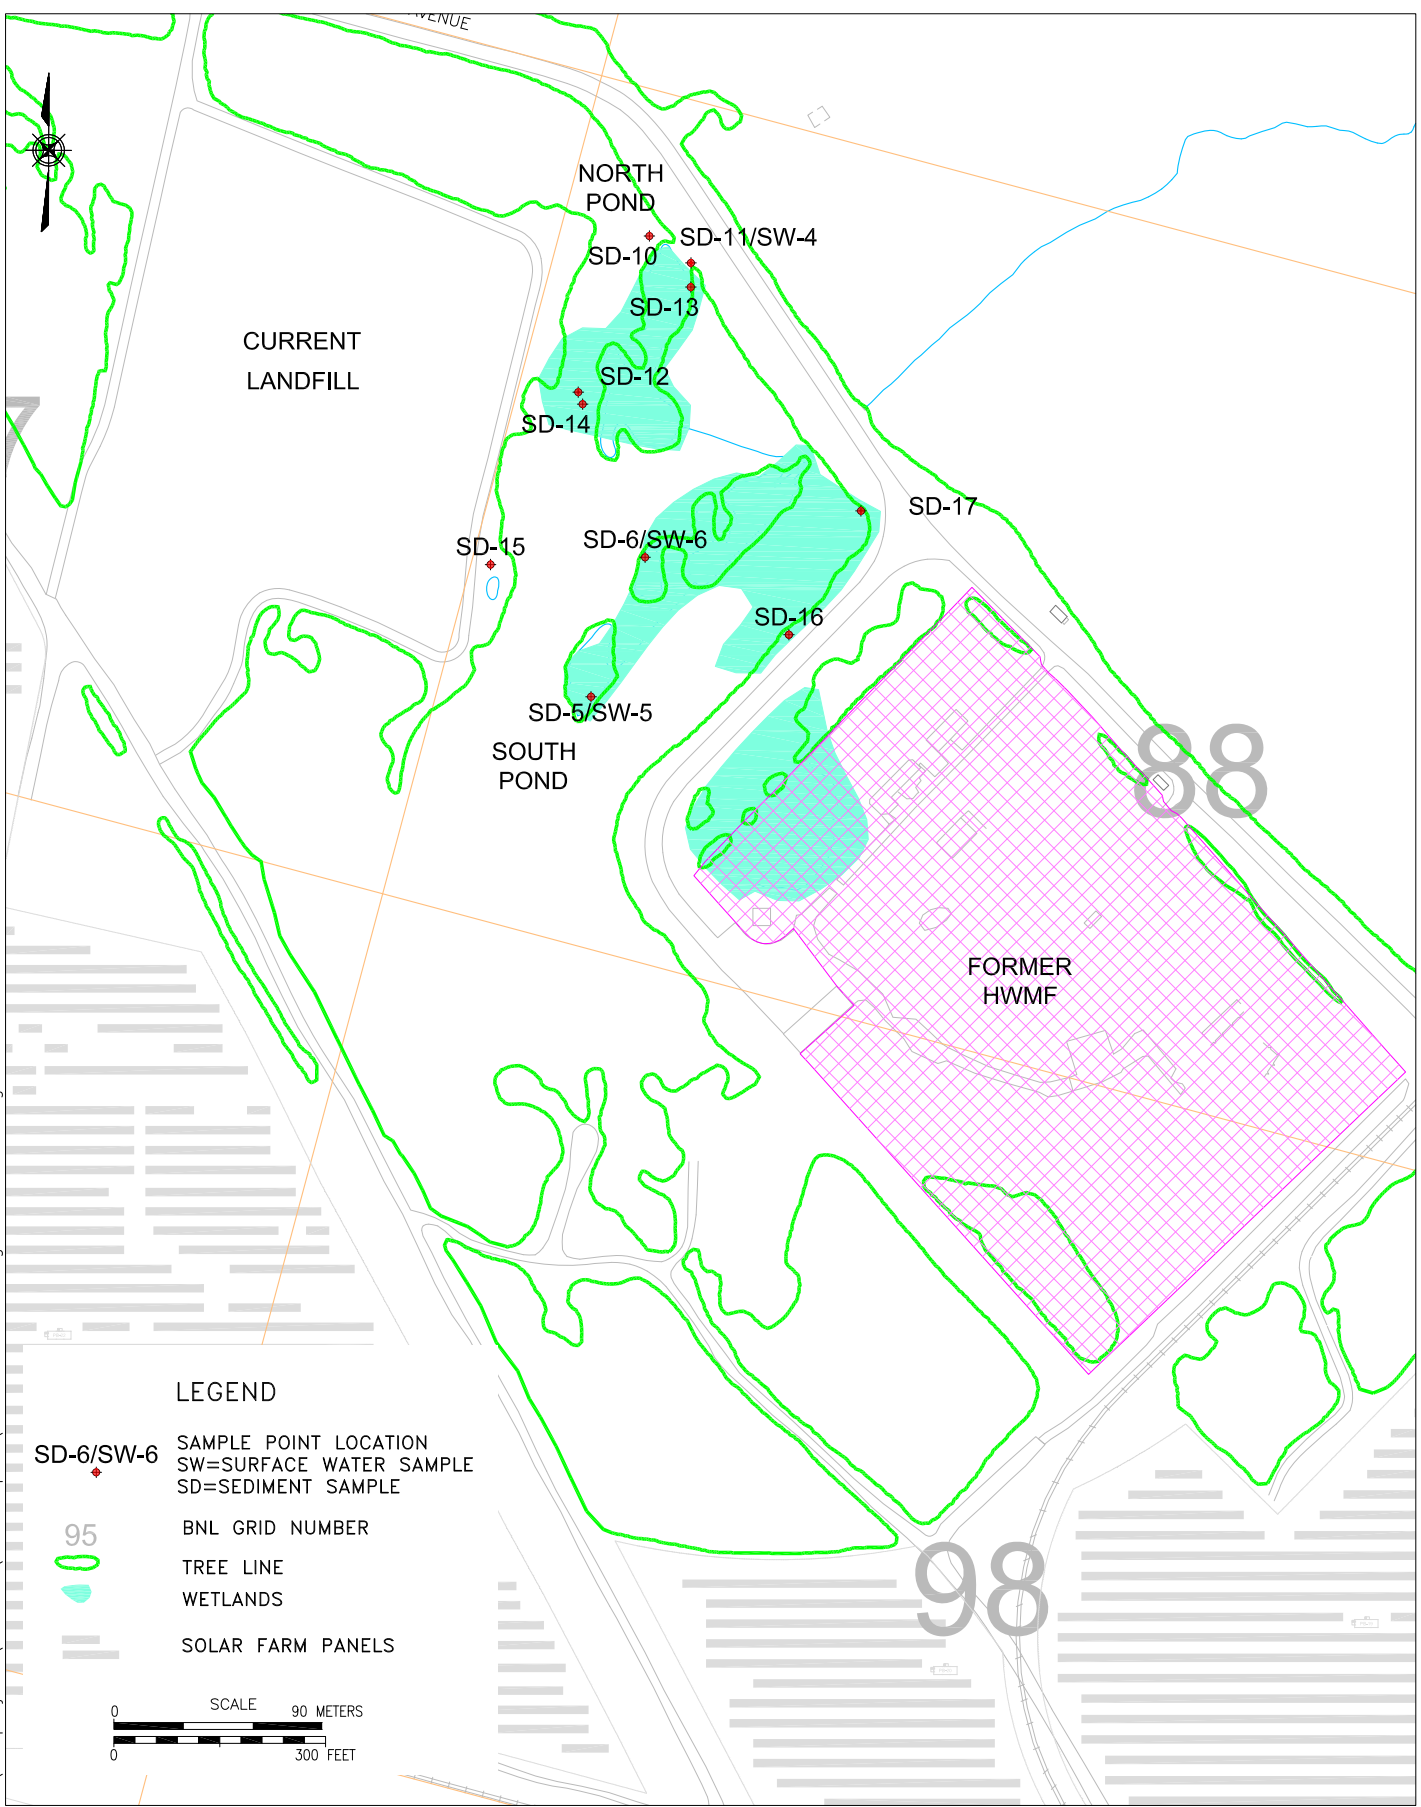 AVENUE
NORTH
POND
SD-11/SW-4
SD-10
SD-13
CURRENT
LANDFILL
SD-12
7
SD-14
SD-17
SD-6/SW-6
SD-15
SD-16
SD-5/SW-5
SOUTH
POND
88
FORMER
HWMF
LEGEND
SD-6/SW-6
SAMPLE POINT LOCATION
SW=SURFACE WATER SAMPLE
SD=SEDIMENT SAMPLE
95
BNL GRID NUMBER
TREE LINE
WETLANDS
SOLAR FARM PANELS
98
SCALE
0
90 METERS
0
300 FEET